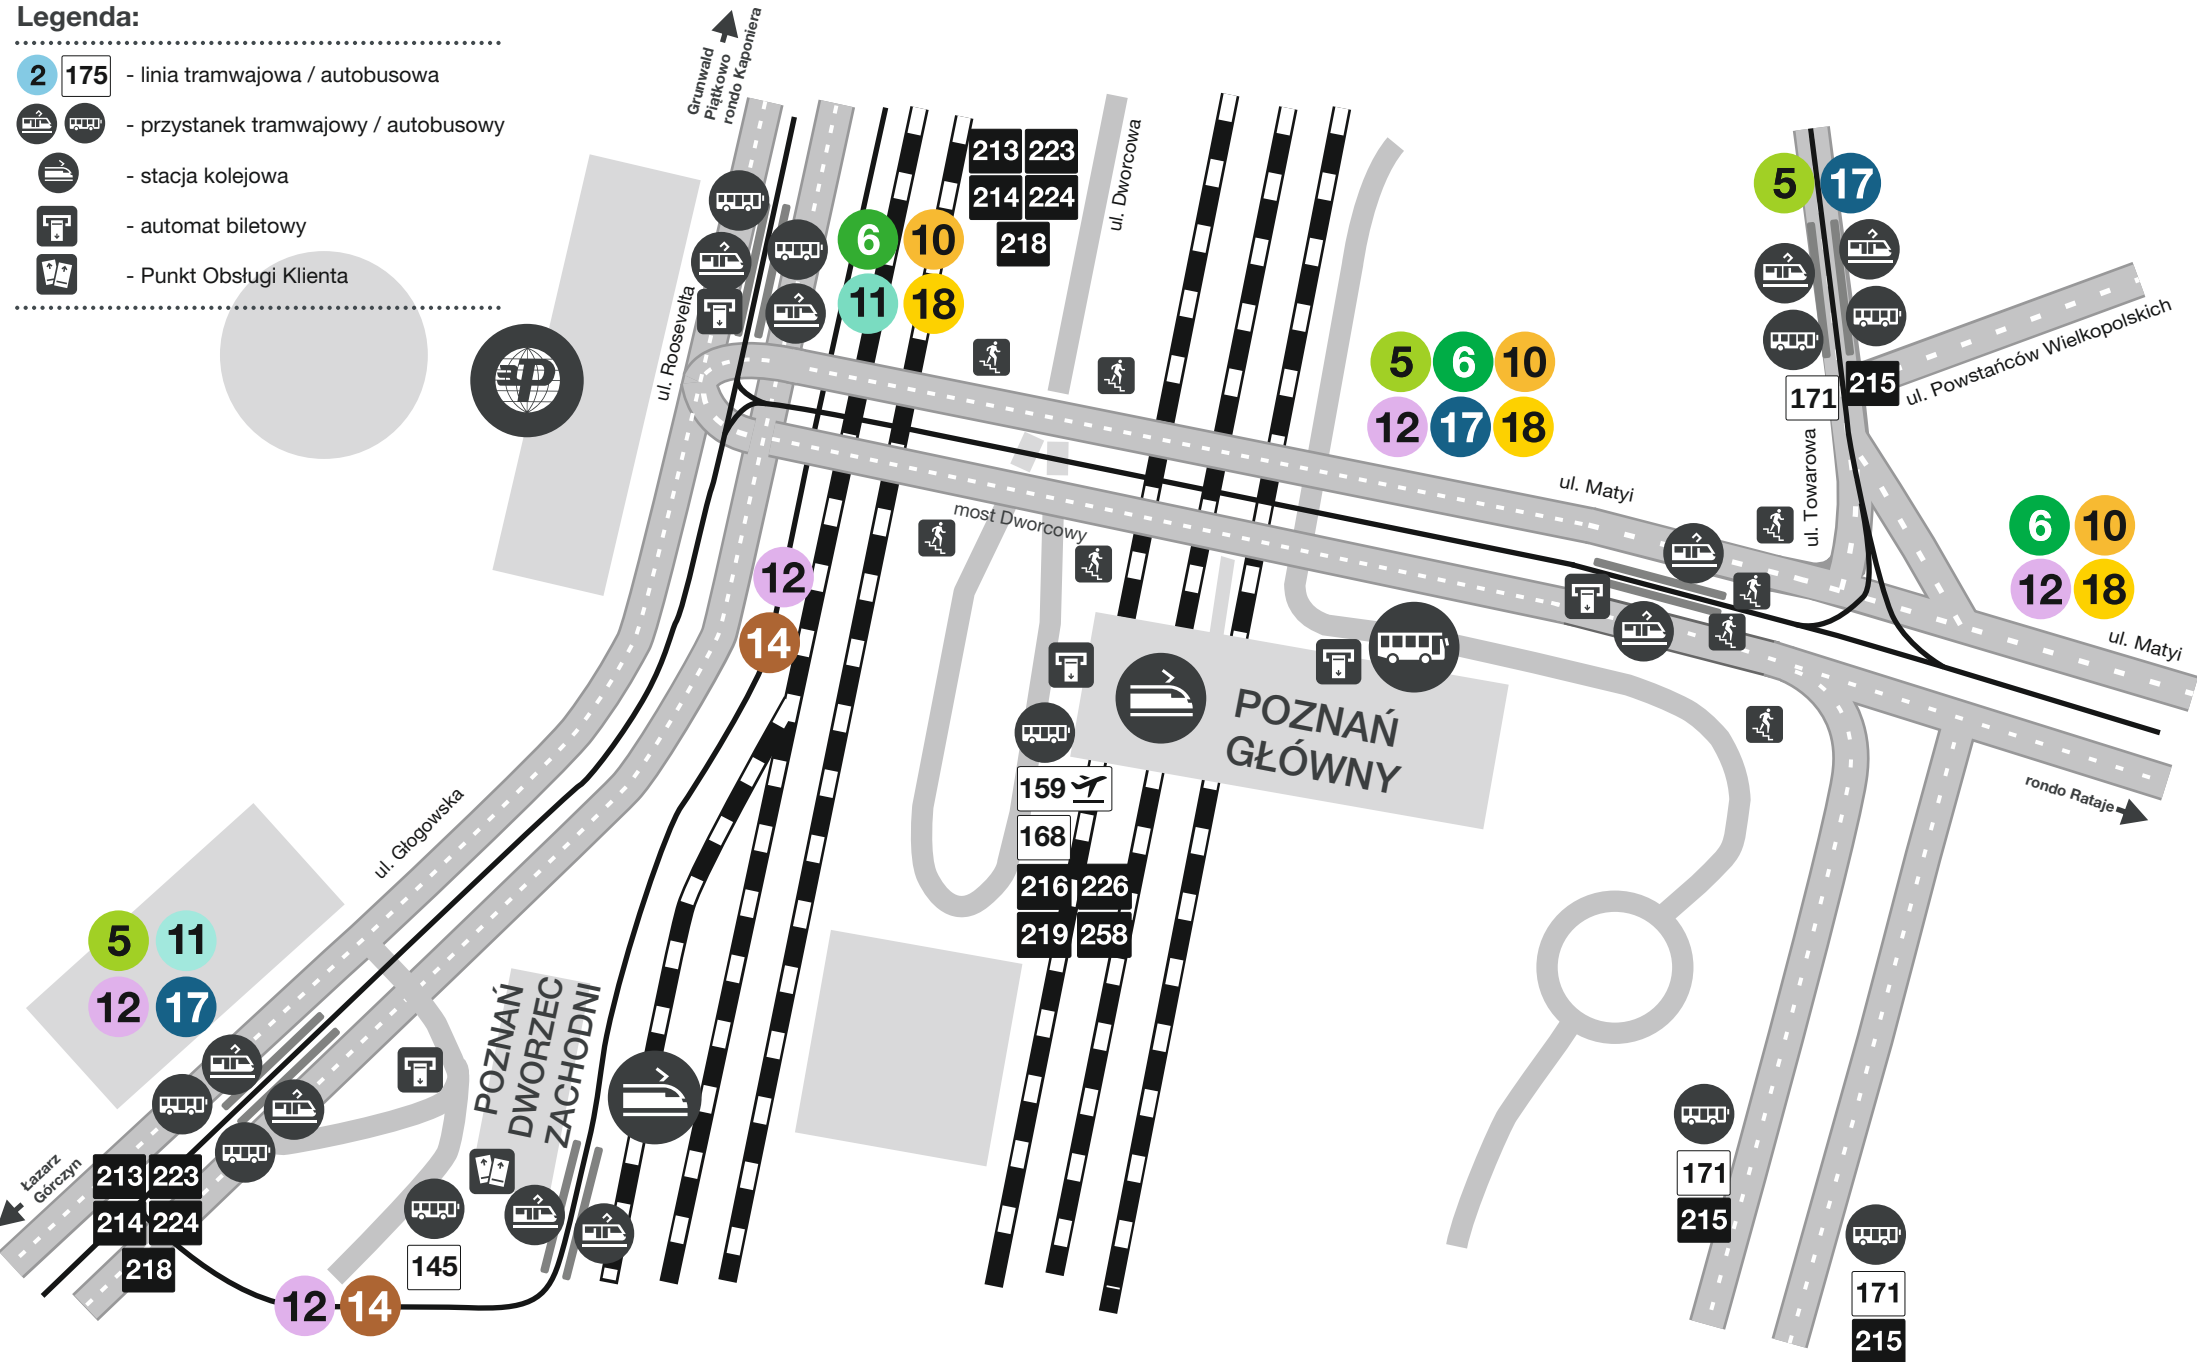 Legenda:
2 175 - linia tramwajowa / autobusowa
- przystanek tramwajowy / autobusowy
- stacja kolejowa
- automat biletowy
- Punkt Obsługi Klienta
Grunwald
Piątkowo
rondo Kaponiera
213 223
214 224
218
ul. Dworcowa
6 10
11 18
ul. Roosevelta
5 17
ul. Powstańców Wielkopolskich
171 215
ul. Towarowa
5 6 10
12 17 18
ul. Matyi
most Dworcowy
6 10
12 18
ul. Matyi
12
14
POZNAŃ
GŁÓWNY
159
168
216 226
219 258
rondo Rataje
ul. Głogowska
5 11
12 17
POZNAŃ
DWORZEC
ZACHODNI
Łazarz
Górczyn
213 223
214 224
218
145
12 14
171
215
171
215